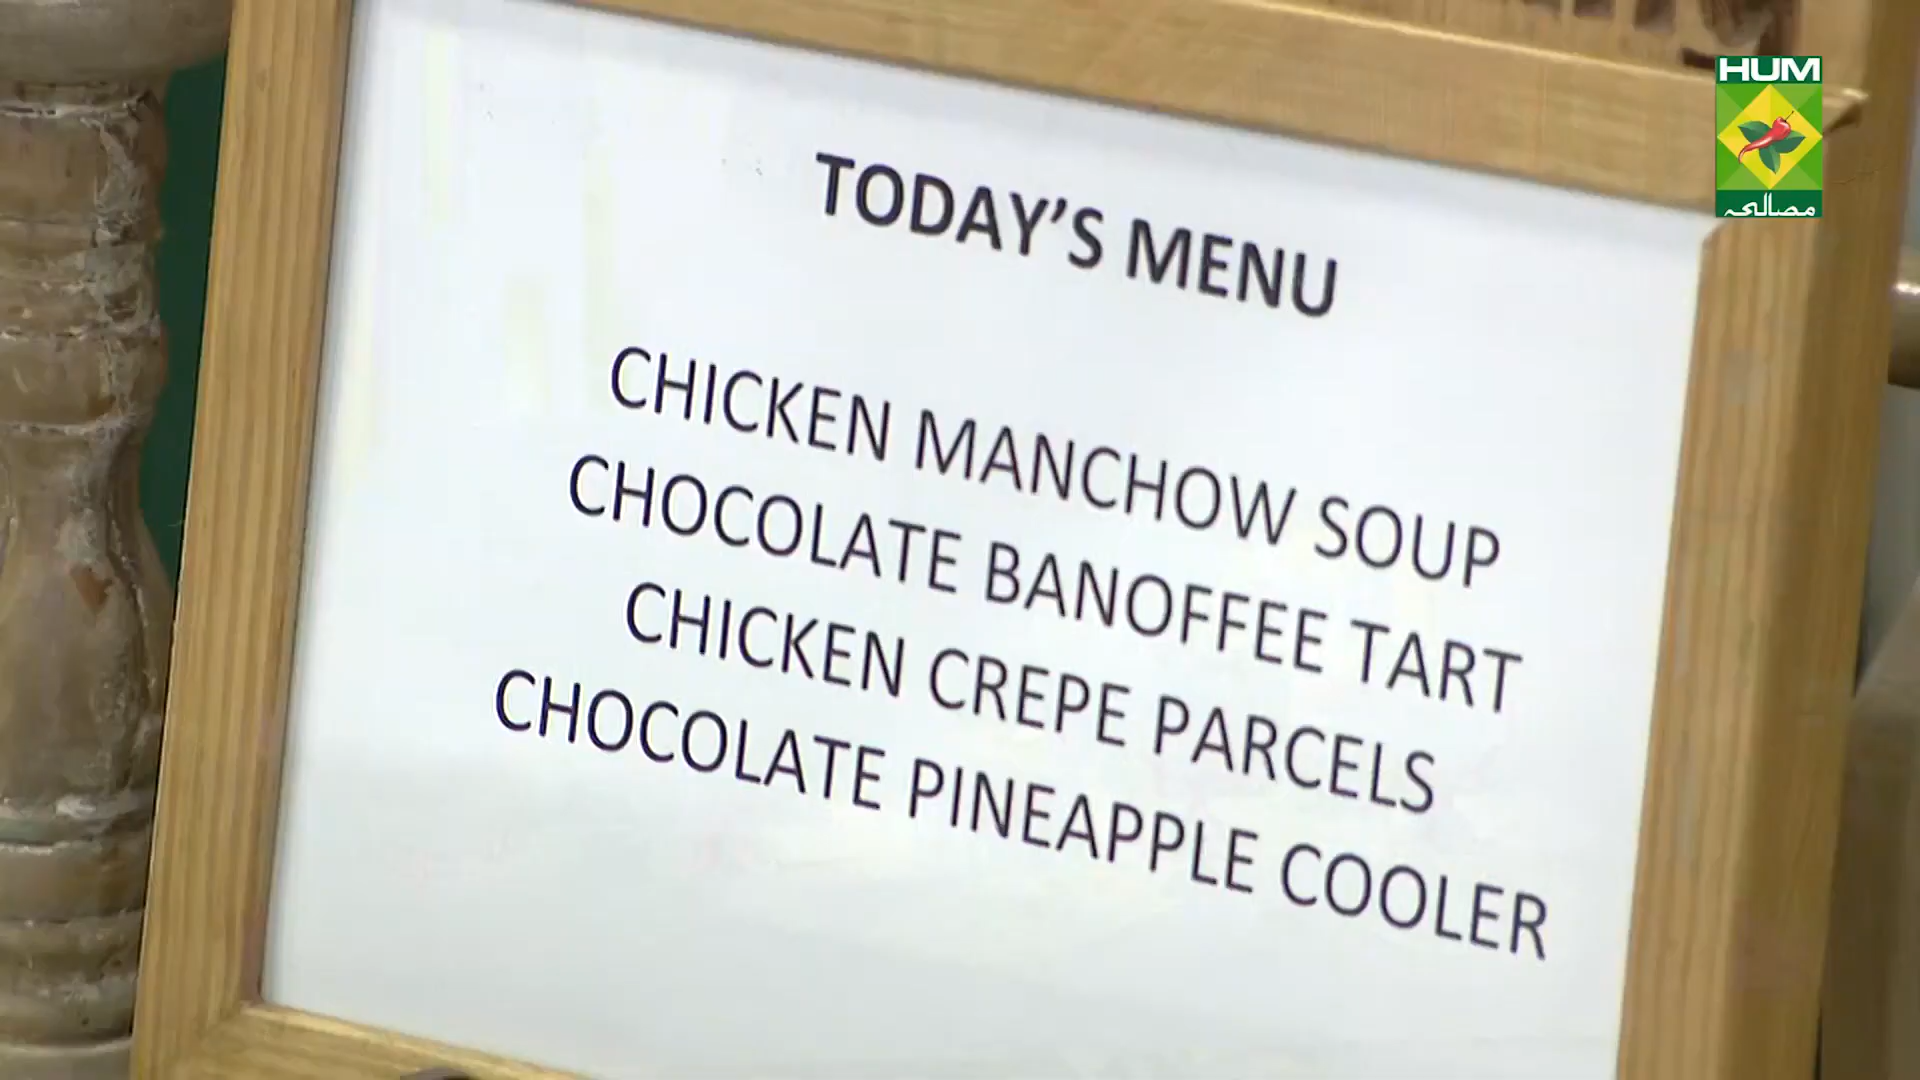 HUM
مصالحہ
TODAY'S MENU
CHICKEN MANCHOW SOUP
CHOCOLATE BANOFFEE TART
CHICKEN CREPE PARCELS
CHOCOLATE PINEAPPLE COOLER